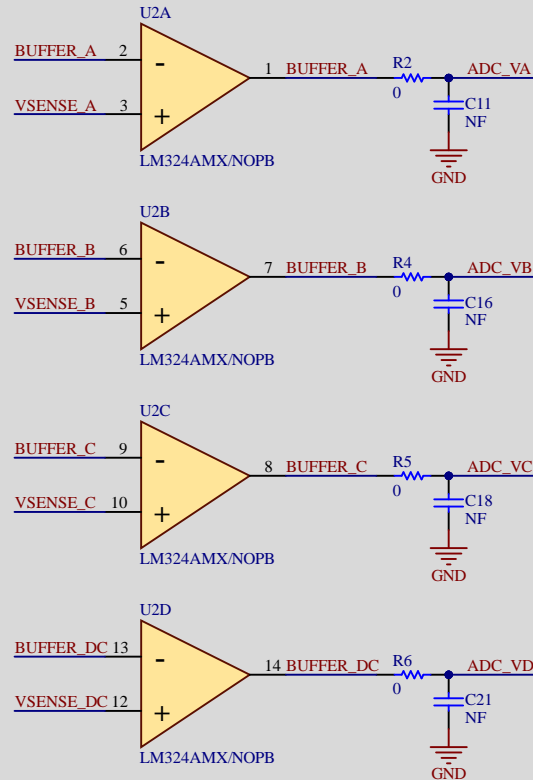 U2A
BUFFER_A 2
- 1 BUFFER_A R2 ADC_VA
0 C11
VSENSE_A 3 NF
+
LM324AMX/NOPB GND
U2B
BUFFER_B 6
- 7 BUFFER_B R4 ADC_VB
0 C16
VSENSE_B 5 NF
+
LM324AMX/NOPB GND
U2C
BUFFER_C 9
- 8 BUFFER_C R5 ADC_VC
0 C18
VSENSE_C 10 NF
+
LM324AMX/NOPB GND
U2D
BUFFER_DC 13
- 14 BUFFER_DC R6 ADC_VD
0 C21
VSENSE_DC 12 NF
+
LM324AMX/NOPB GND